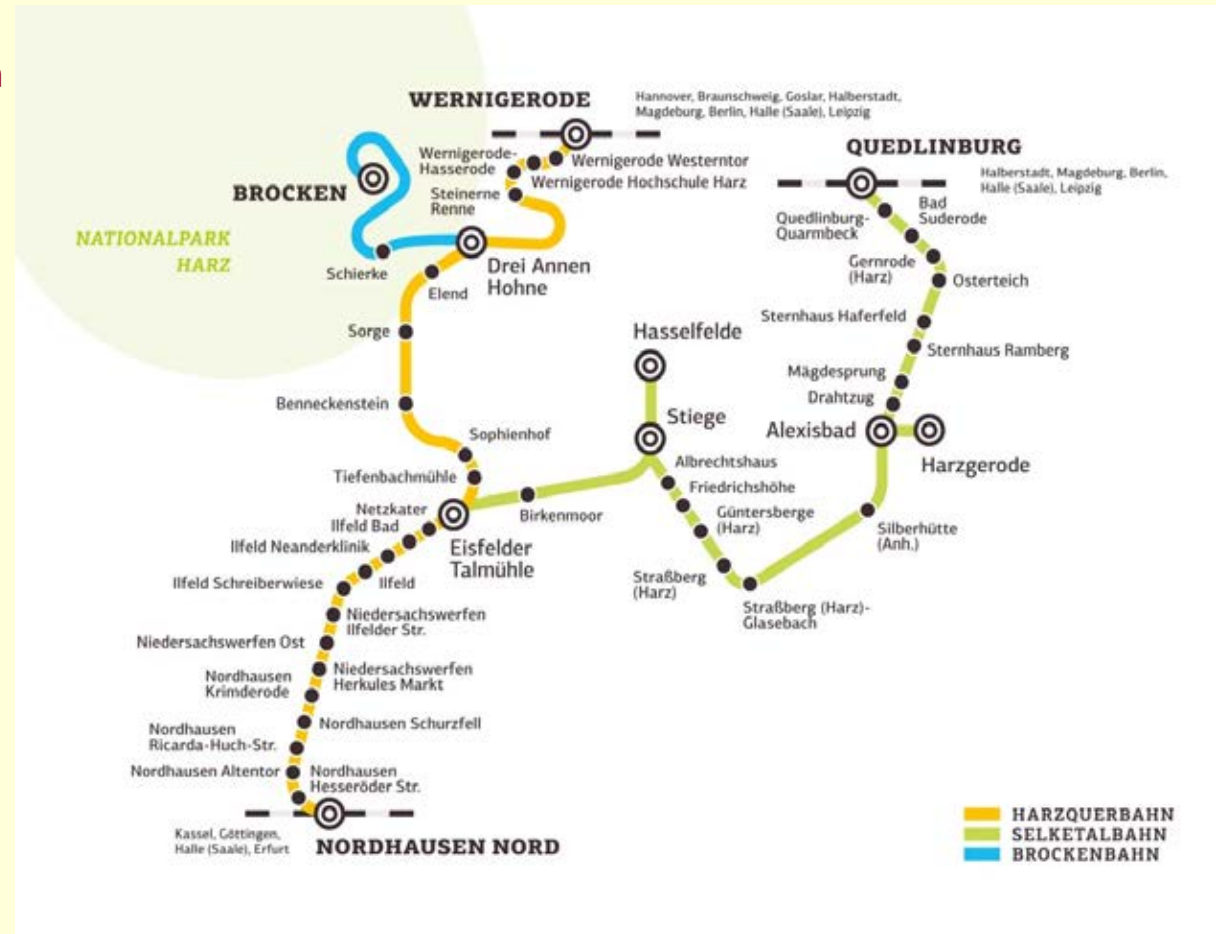 WERNIGERODE
Hannover, Braunschweig, Goslar, Halberstadt,
Magdeburg, Berlin, Halle (Saale), Leipzig
Wernigerode-
Hasserode
Wernigerode Westerntor
Wernigerode Hochschule Harz
Steinerne
Renne
BROCKEN
NATIONALPARK
HARZ
Schierke
Drei Annen
Hohne
Elend
Sorge
Benneckenstein
Sophienhof
Tiefenbachmühle
QUEDLINBURG
Halberstadt, Magdeburg, Berlin,
Halle (Saale), Leipzig
Quedlinburg-
Quarmbeck
Bad
Suderode
Gernrode
(Harz)
Osterteich
Sternhaus Haferfeld
Sternhaus Ramberg
Mägdesprung
Drahtzug
Alexisbad
Harzgerode
Hasselfelde
Stiege
Albrechtshaus
Friedrichshöhe
Güntersberge
(Harz)
Silberhütte
(Anh.)
Straßberg
(Harz)
Straßberg (Harz)-
Glasebach
Birkenmoor
Eisfelder
Talmühle
Netzkater
Ilfeld Bad
Ilfeld Neanderklinik
Ilfeld
Ilfeld Schreiberwiese
Niedersachswerfen
Ilfelder Str.
Niedersachswerfen Ost
Niedersachswerfen
Herkules Markt
Nordhausen
Krimderode
Nordhausen Schurzfell
Nordhausen
Ricarda-Huch-Str.
Nordhausen Altentor
Nordhausen
Hesseröder Str.
Kassel, Göttingen,
Halle (Saale), Erfurt
NORDHAUSEN NORD
HARZQUERBAHN
SELKETALBAHN
BROCKENBAHN